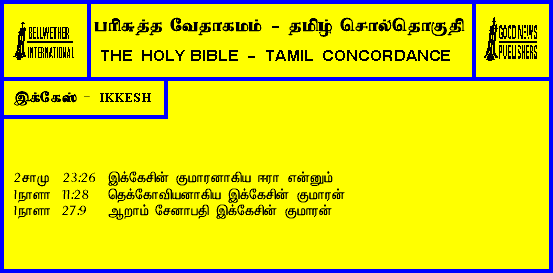 BELLWETHER
INTERNATIONAL
பரிசுத்த வேதாகமம் - தமிழ் சொல்தொகுதி
THE HOLY BIBLE - TAMIL CONCORDANCE
GOOD NEWS
PUBLISHERS
இக்கேஸ் - IKKESH
2சாமு 23:26 இக்கேசின் குமாரனாகிய ஈரா என்னும்
1நாளா 11:28 தெக்கோவியனாகிய இக்கேசின் குமாரன்
1நாளா 27:9 ஆறாம் சேனாபதி இக்கேசின் குமாரன்